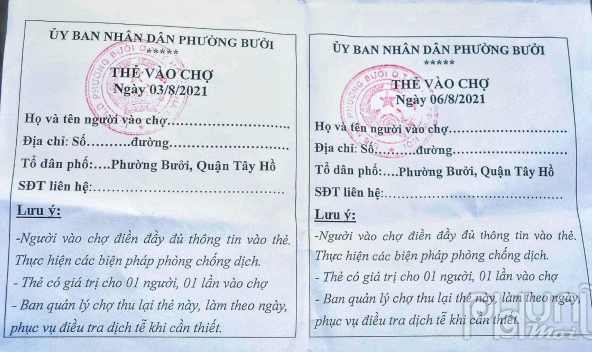 ỦY BAN NHÂN DÂN PHƯỜNG BƯỞI
*****
THẺ VÀO CHỢ
Ngày 03/8/2021
Họ và tên người vào chợ
Địa chỉ: Số.........đường
Tổ dân phố:....Phường Bưởi, Quận Tây Hồ
SĐT liên hệ:
Lưu ý:
-Người vào chợ điền đầy đủ thông tin vào thẻ.
Thực hiện các biện pháp phòng chống dịch.
- Thẻ có giá trị cho 01 người, 01 lần vào chợ
- Ban quản lý chợ thu lại thẻ này, làm theo ngày,
phục vụ điều tra dịch tễ khi cần thiết.
ỦY BAN NHÂN DÂN PHƯỜNG BƯỞI
*****
THẺ VÀO CHỢ
Ngày 06/8/2021
Họ và tên người vào chợ
Địa chỉ: Số.........đường
Tổ dân phố:....Phường Bưởi, Quận Tây Hồ
SĐT liên hệ:
Lưu ý:
-Người vào chợ điền đầy đủ thông tin vào thẻ.
Thực hiện các biện pháp phòng chống dịch.
- Thẻ có giá trị cho 01 người, 01 lần vào chợ
- Ban quản lý chợ thu lại thẻ này, làm theo ngày,
phục vụ điều tra dịch tễ khi cần thiết.